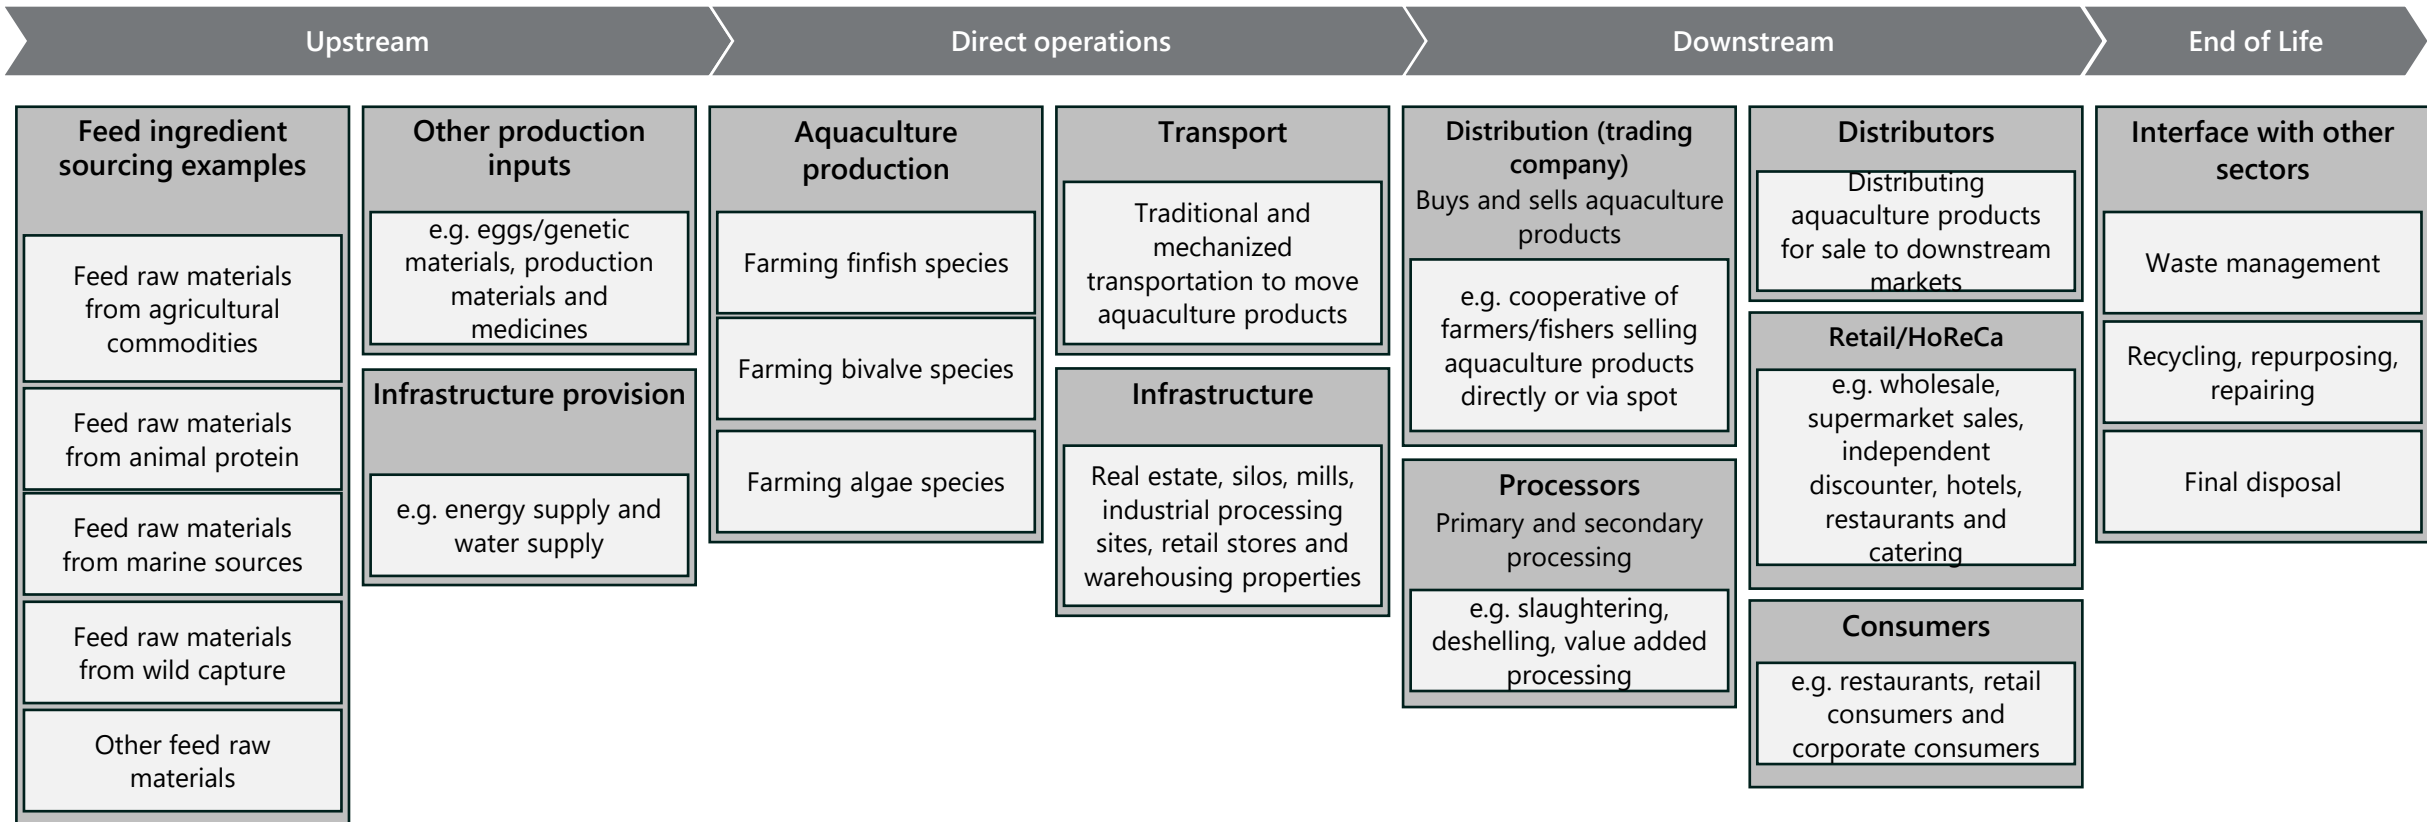 Upstream
Direct operations
Downstream
End of Life
Feed ingredient
sourcing examples
Feed raw materials
from agricultural
commodities
Feed raw materials
from animal protein
Feed raw materials
from marine sources
Feed raw materials
from wild capture
Other feed raw
materials
Other production
inputs
e.g. eggs/genetic
materials, production
materials and
medicines
Infrastructure provision
e.g. energy supply and
water supply
Aquaculture
production
Farming finfish species
Farming bivalve species
Farming algae species
Transport
Traditional and
mechanized
transportation to move
aquaculture products
Infrastructure
Real estate, silos, mills,
industrial processing
sites, retail stores and
warehousing properties
Distribution (trading
company)
Buys and sells aquaculture
products
e.g. cooperative of
farmers/fishers selling
aquaculture products
directly or via spot
Processors
Primary and secondary
processing
e.g. slaughtering,
deshelling, value added
processing
Distributors
Distributing
aquaculture products
for sale to downstream
markets
Retail/HoReCa
e.g. wholesale,
supermarket sales,
independent
discounter, hotels,
restaurants and
catering
Consumers
e.g. restaurants, retail
consumers and
corporate consumers
Interface with other
sectors
Waste management
Recycling, repurposing,
repairing
Final disposal